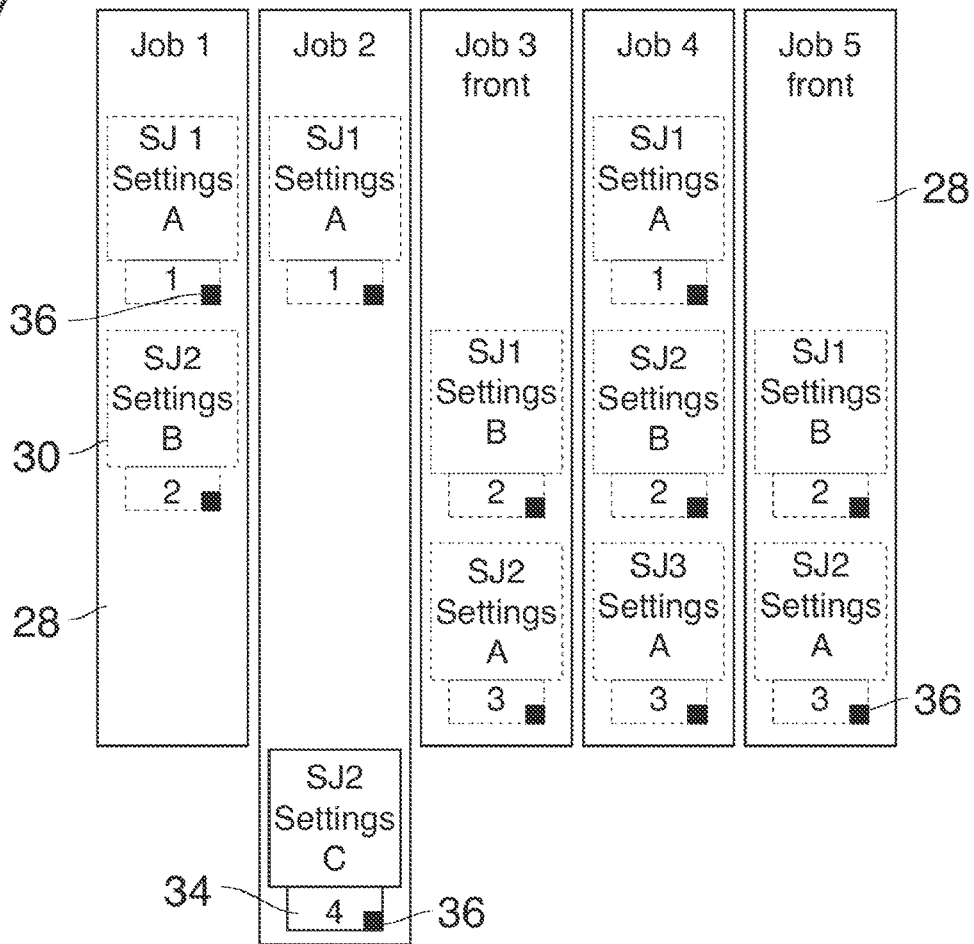 Job 1
SJ 1
Settings
A
1
36
SJ2
Settings
B
30
2
28
Job 2
SJ1
Settings
A
1
SJ2
Settings
C
34
4
36
Job 3
front
SJ1
Settings
B
2
SJ2
Settings
A
3
Job 4
SJ1
Settings
A
1
SJ2
Settings
B
2
SJ3
Settings
A
3
Job 5
front
28
SJ1
Settings
B
2
SJ2
Settings
A
3
36